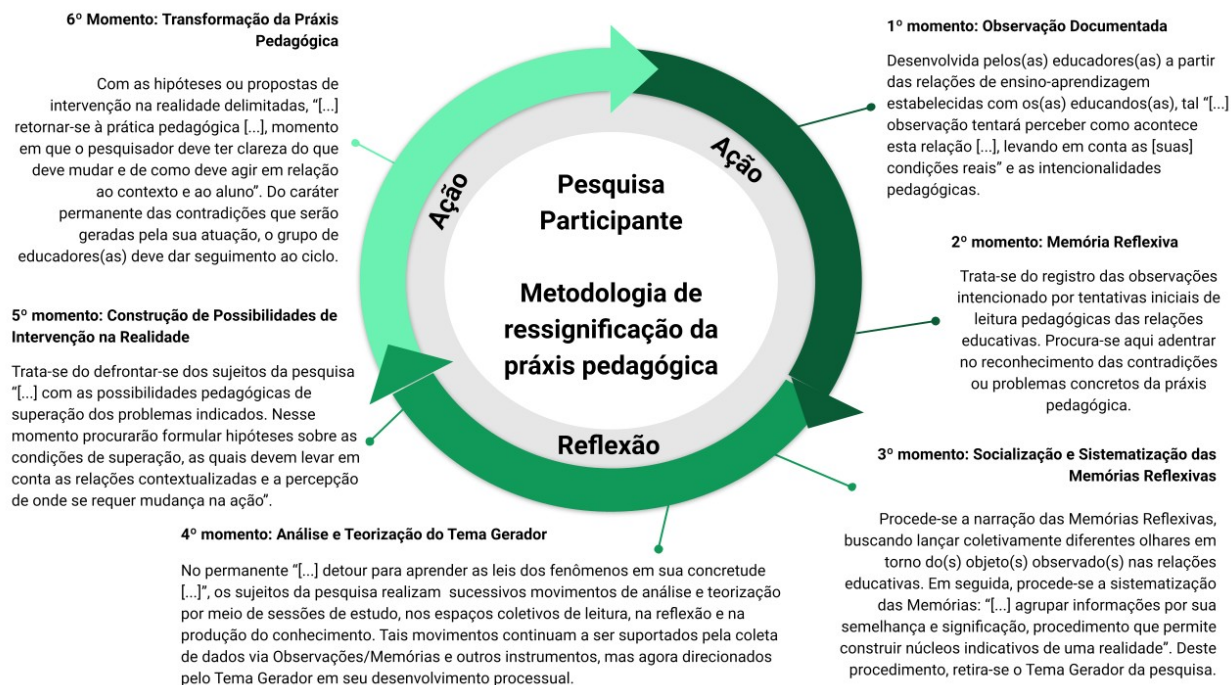 1º momento: Observação Documentada
Desenvolvida pelos(as) educadores(as) a partir
das relações de ensino-aprendizagem
estabelecidas com os(as) educandos(as), tal “[...]
observação tentará perceber como acontece
esta relação [...], levando em conta as [suas]
condições reais” e as intencionalidades
pedagógicas.
2º momento: Memória Reflexiva
Trata-se do registro das observações
intencionado por tentativas iniciais de
leitura pedagógicas das relações
educativas. Procura-se aqui adentrar
no reconhecimento das contradições
ou problemas concretos da práxis
pedagógica.
3º momento: Socialização e Sistematização das
Memórias Reflexivas
Procede-se a narração das Memórias Reflexivas,
buscando lançar coletivamente diferentes olhares em
torno do(s) objeto(s) observado(s) nas relações
educativas. Em seguida, procede-se a sistematização
das Memórias: “[...] agrupar informações por sua
semelhança e significação, procedimento que permite
construir núcleos indicativos de uma realidade”. Deste
procedimento, retira-se o Tema Gerador da pesquisa.
4º momento: Análise e Teorização do Tema Gerador
No permanente “[...] detour para aprender as leis dos fenômenos em sua concretude
[...]”, os sujeitos da pesquisa realizam sucessivos movimentos de análise e teorização
por meio de sessões de estudo, nos espaços coletivos de leitura, na reflexão e na
produção do conhecimento. Tais movimentos continuam a ser suportados pela coleta
de dados via Observações/Memórias e outros instrumentos, mas agora direcionados
pelo Tema Gerador em seu desenvolvimento processual.
5º momento: Construção de Possibilidades de
Intervenção na Realidade
Trata-se do defrontar-se dos sujeitos da pesquisa
“[...] com as possibilidades pedagógicas de
superação dos problemas indicados. Nesse
momento procurarão formular hipóteses sobre as
condições de superação, as quais devem levar em
conta as relações contextualizadas e a percepção
de onde se requer mudança na ação”.
6º Momento: Transformação da Práxis
Pedagógica
Com as hipóteses ou propostas de
intervenção na realidade delimitadas, “[...]
retornar-se à prática pedagógica [...], momento
em que o pesquisador deve ter clareza do que
deve mudar e de como deve agir em relação
ao contexto e ao aluno”. Do caráter
permanente das contradições que serão
geradas pela sua atuação, o grupo de
educadores(as) deve dar seguimento ao ciclo.
Ação
Ação
Reflexão
Pesquisa
Participante
Metodologia de
ressignificação da
práxis pedagógica